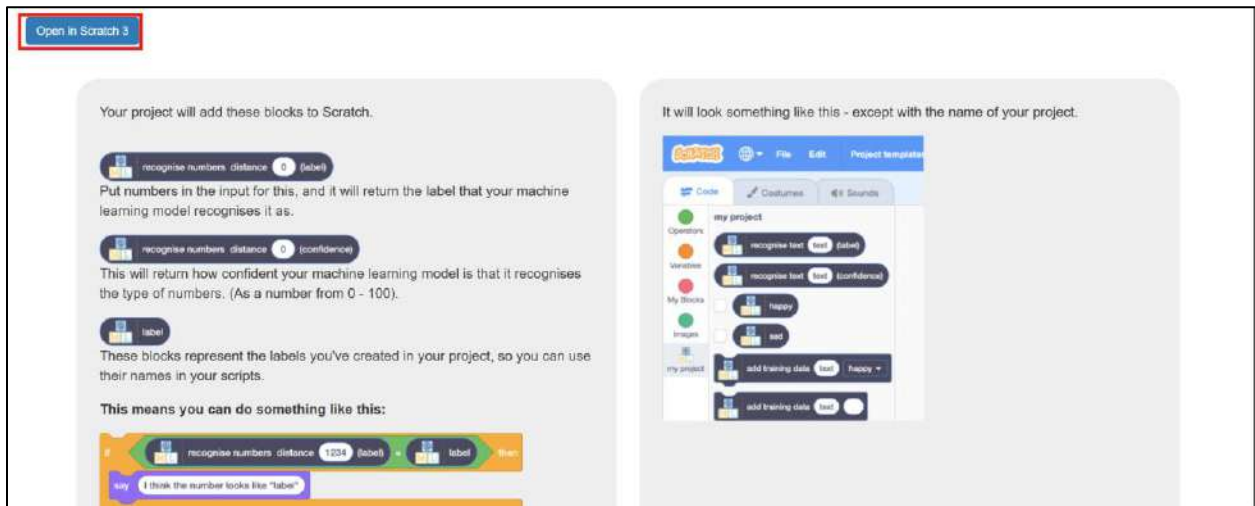 Open in Scratch 3
Your project will add these blocks to Scratch.
recognise numbers distance 0 (label)
Put numbers in the input for this, and it will return the label that your machine
learning model recognises it as.
recognise numbers distance 0 (confidence)
This will return how confident your machine learning model is that it recognises
the type of numbers. (As a number from 0 - 100).
label
These blocks represent the labels you've created in your project, so you can use
their names in your scripts.
This means you can do something like this:
if recognise numbers distance 1234 (label) = label then
say I think the number looks like "label"
It will look something like this - except with the name of your project.
SCRATCH File Edit Project templates
Code Costumes Sounds
my project
Operators
recognise text text (label)
Variables
recognise text text (confidence)
My Blocks
happy
Images
sad
my project
add training data text happy
add training data text